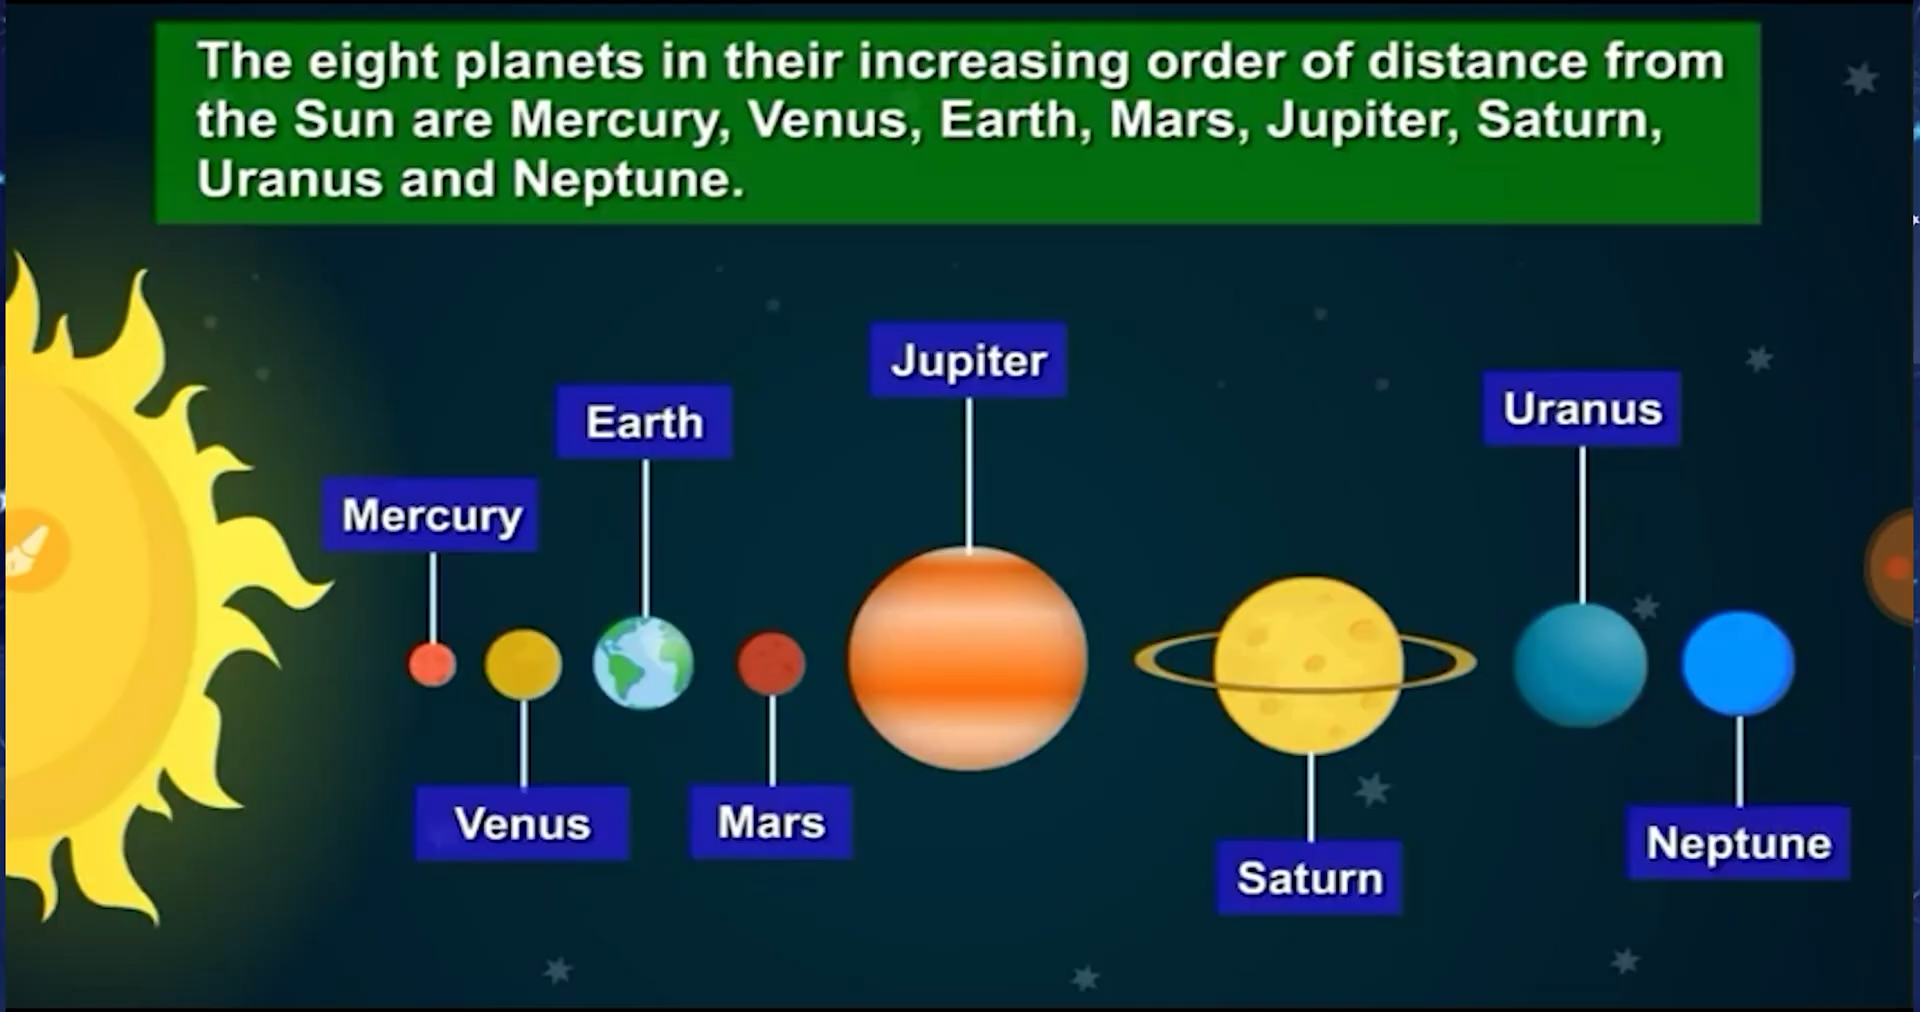 The eight planets in their increasing order of distance from
the Sun are Mercury, Venus, Earth, Mars, Jupiter, Saturn,
Uranus and Neptune.
Jupiter
Uranus
Earth
Mercury
Venus
Mars
Saturn
Neptune